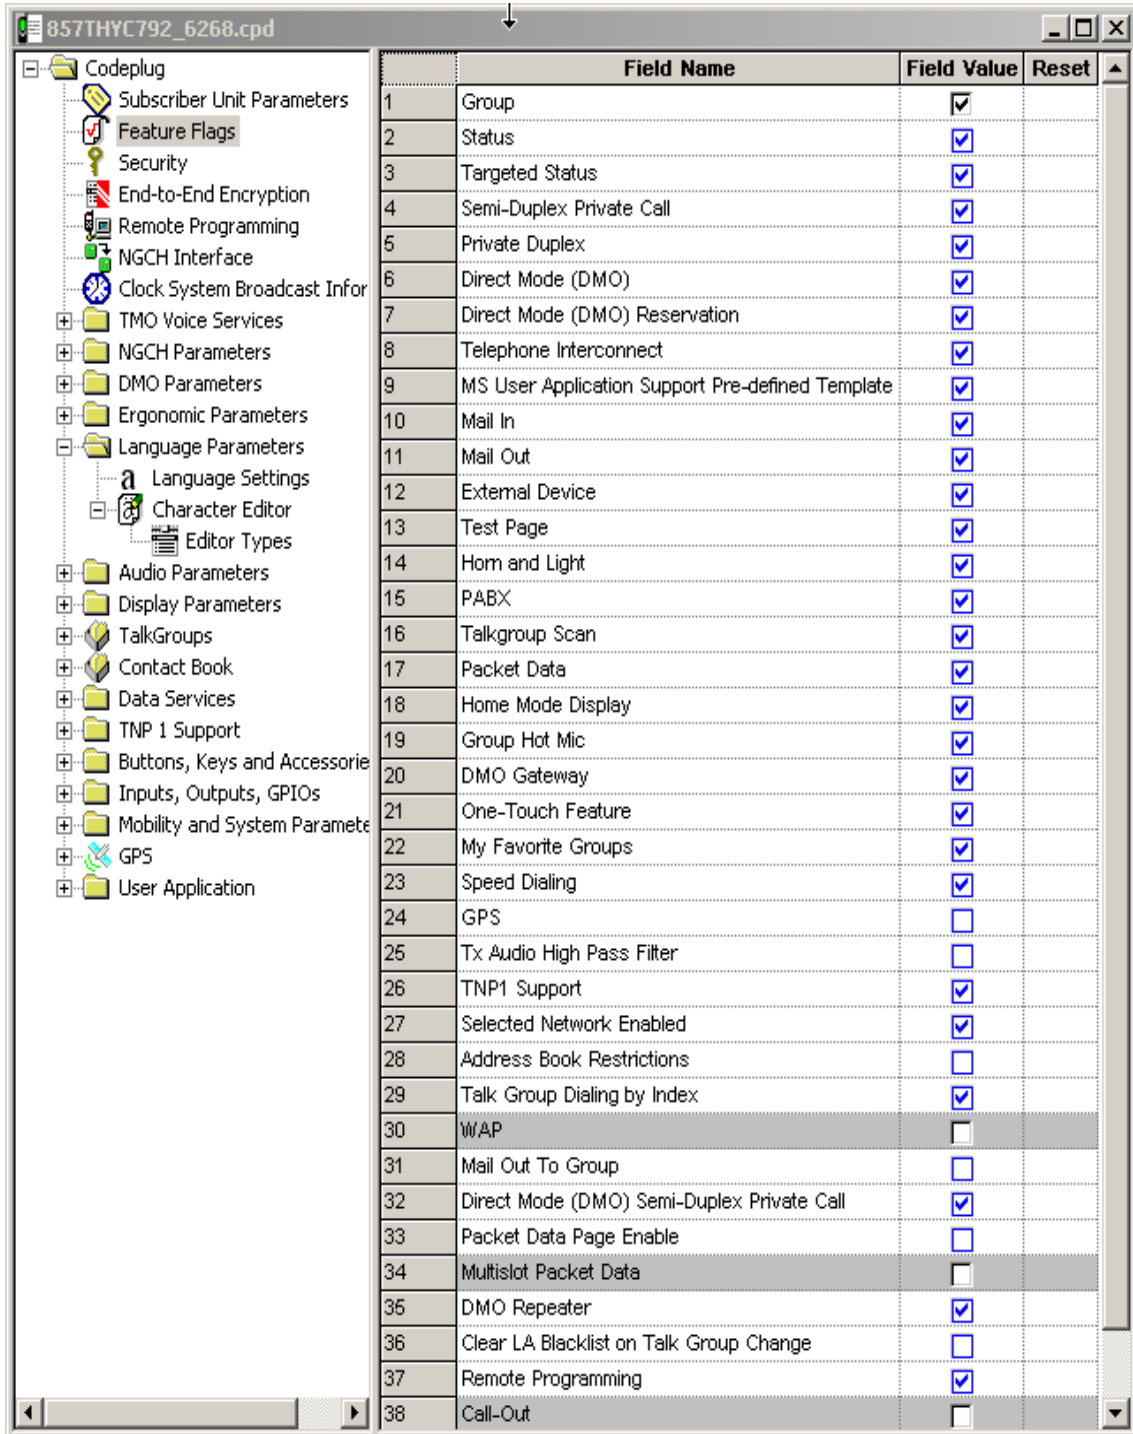 857THYC792_6268.cpd
Codeplug
Subscriber Unit Parameters
Feature Flags
Security
End-to-End Encryption
Remote Programming
NGCH Interface
Clock System Broadcast Infor
TMO Voice Services
NGCH Parameters
DMO Parameters
Ergonomic Parameters
Language Parameters
a Language Settings
Character Editor
Editor Types
Audio Parameters
Display Parameters
TalkGroups
Contact Book
Data Services
TNP 1 Support
Buttons, Keys and Accessorie
Inputs, Outputs, GPIOs
Mobility and System Paramete
GPS
User Application
Field Name Field Value Reset
1 Group
2 Status
3 Targeted Status
4 Semi-Duplex Private Call
5 Private Duplex
6 Direct Mode (DMO)
7 Direct Mode (DMO) Reservation
8 Telephone Interconnect
9 MS User Application Support Pre-defined Template
10 Mail In
11 Mail Out
12 External Device
13 Test Page
14 Horn and Light
15 PABX
16 Talkgroup Scan
17 Packet Data
18 Home Mode Display
19 Group Hot Mic
20 DMO Gateway
21 One-Touch Feature
22 My Favorite Groups
23 Speed Dialing
24 GPS
25 Tx Audio High Pass Filter
26 TNP1 Support
27 Selected Network Enabled
28 Address Book Restrictions
29 Talk Group Dialing by Index
30 WAP
31 Mail Out To Group
32 Direct Mode (DMO) Semi-Duplex Private Call
33 Packet Data Page Enable
34 Multislot Packet Data
35 DMO Repeater
36 Clear LA Blacklist on Talk Group Change
37 Remote Programming
38 Call-Out